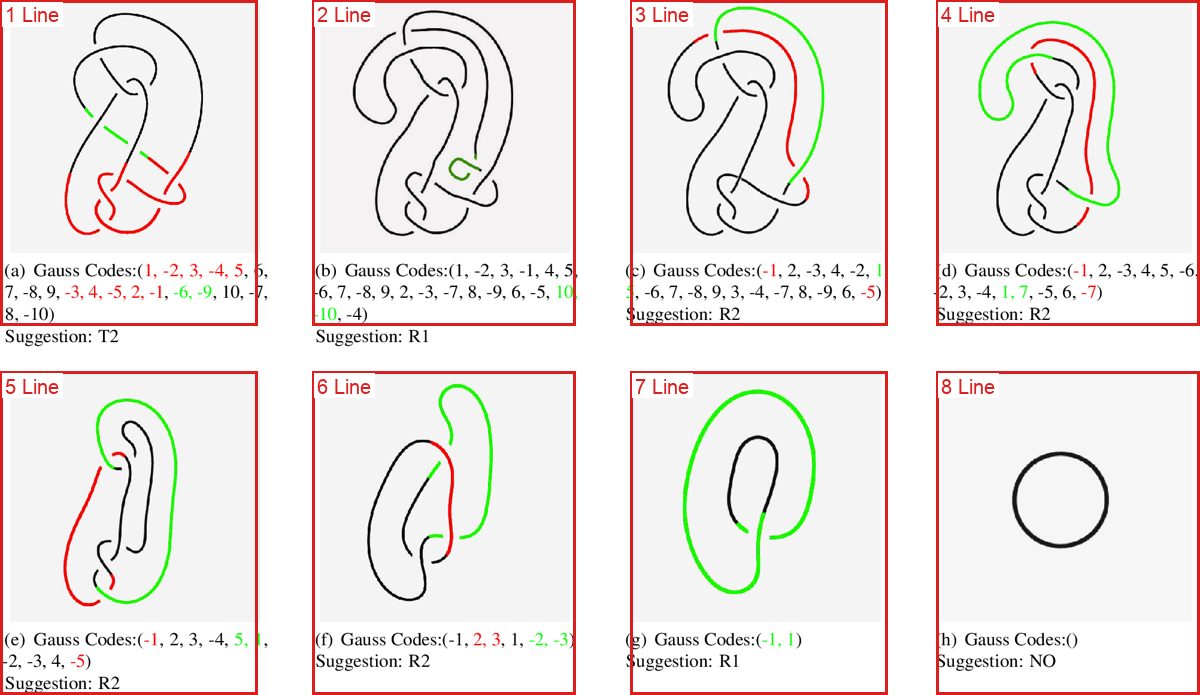 1 Line
2 Line
3 Line
4 Line
(a) Gauss Codes:(1, -2, 3, -4, 5, 6,
7, -8, 9, -3, 4, -5, 2, -1, -6, -9, 10, -7,
8, -10)
Suggestion: T2
(b) Gauss Codes:(1, -2, 3, -1, 4, 5,
-6, 7, -8, 9, 2, -3, -7, 8, -9, 6, -5, 10,
-10, -4)
Suggestion: R1
(c) Gauss Codes:(-1, 2, -3, 4, -2, 1
5, -6, 7, -8, 9, 3, -4, -7, 8, -9, 6, -5)
Suggestion: R2
(d) Gauss Codes:(-1, 2, -3, 4, 5, -6,
-2, 3, -4, 1, 7, -5, 6, -7)
Suggestion: R2
5 Line
6 Line
7 Line
8 Line
(e) Gauss Codes:(-1, 2, 3, -4, 5, 1,
-2, -3, 4, -5)
Suggestion: R2
(f) Gauss Codes:(-1, 2, 3, 1, -2, -3)
Suggestion: R2
(g) Gauss Codes:(-1, 1)
Suggestion: R1
(h) Gauss Codes:()
Suggestion: NO